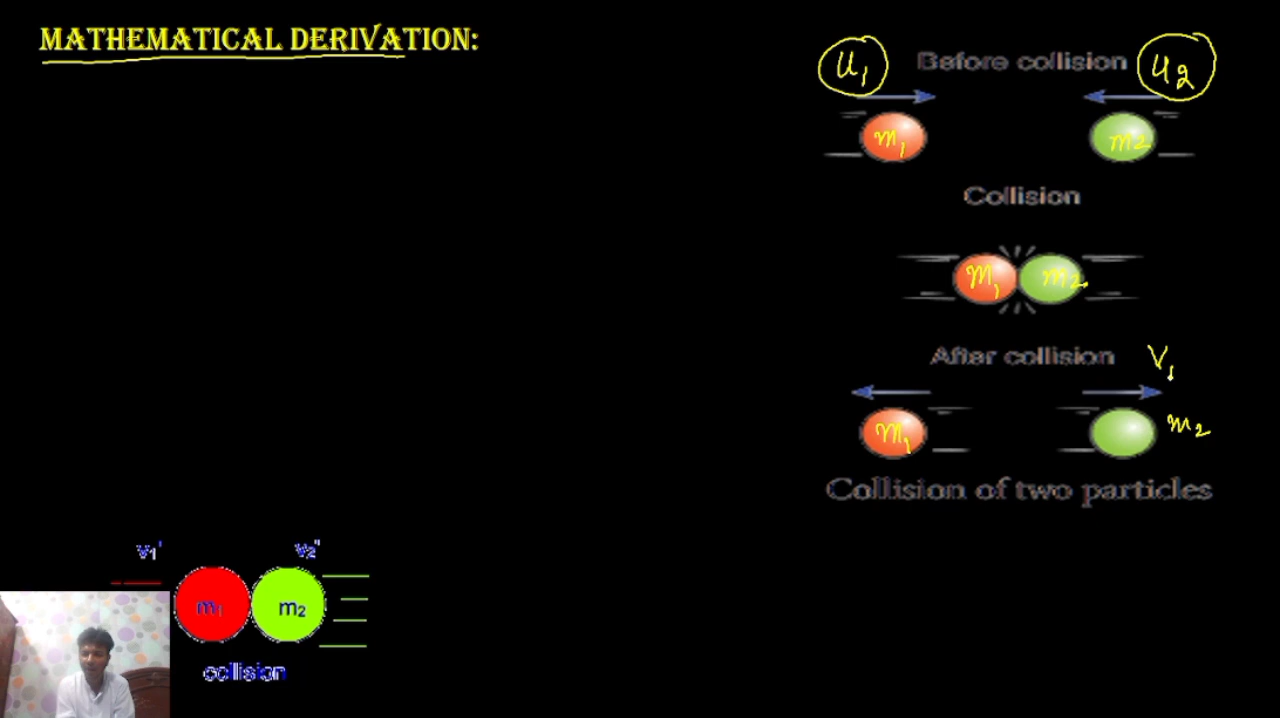 MATHEMATICAL DERIVATION:
u1 Before collision u2
m1 m2
Collision
m1 m2
After collision V1
m1 m2
Collision of two particles
v1' v2'
m1 m2
collision